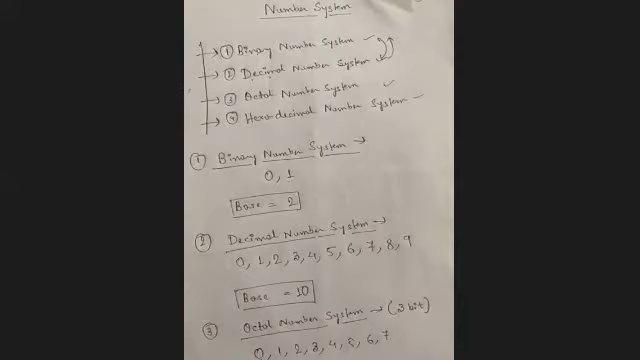 Number System
→ ① Binary Number System
→ ② Decimal Number System
→ ③ Octal Number System ✓
→ ④ Hexa-decimal Number System
① Binary Number System →
0, 1
Base = 2
② Decimal Number System →
0, 1, 2, 3, 4, 5, 6, 7, 8, 9
Base = 10
③ Octal Number System → (3 bit)
0, 1, 2, 3, 4, 5, 6, 7